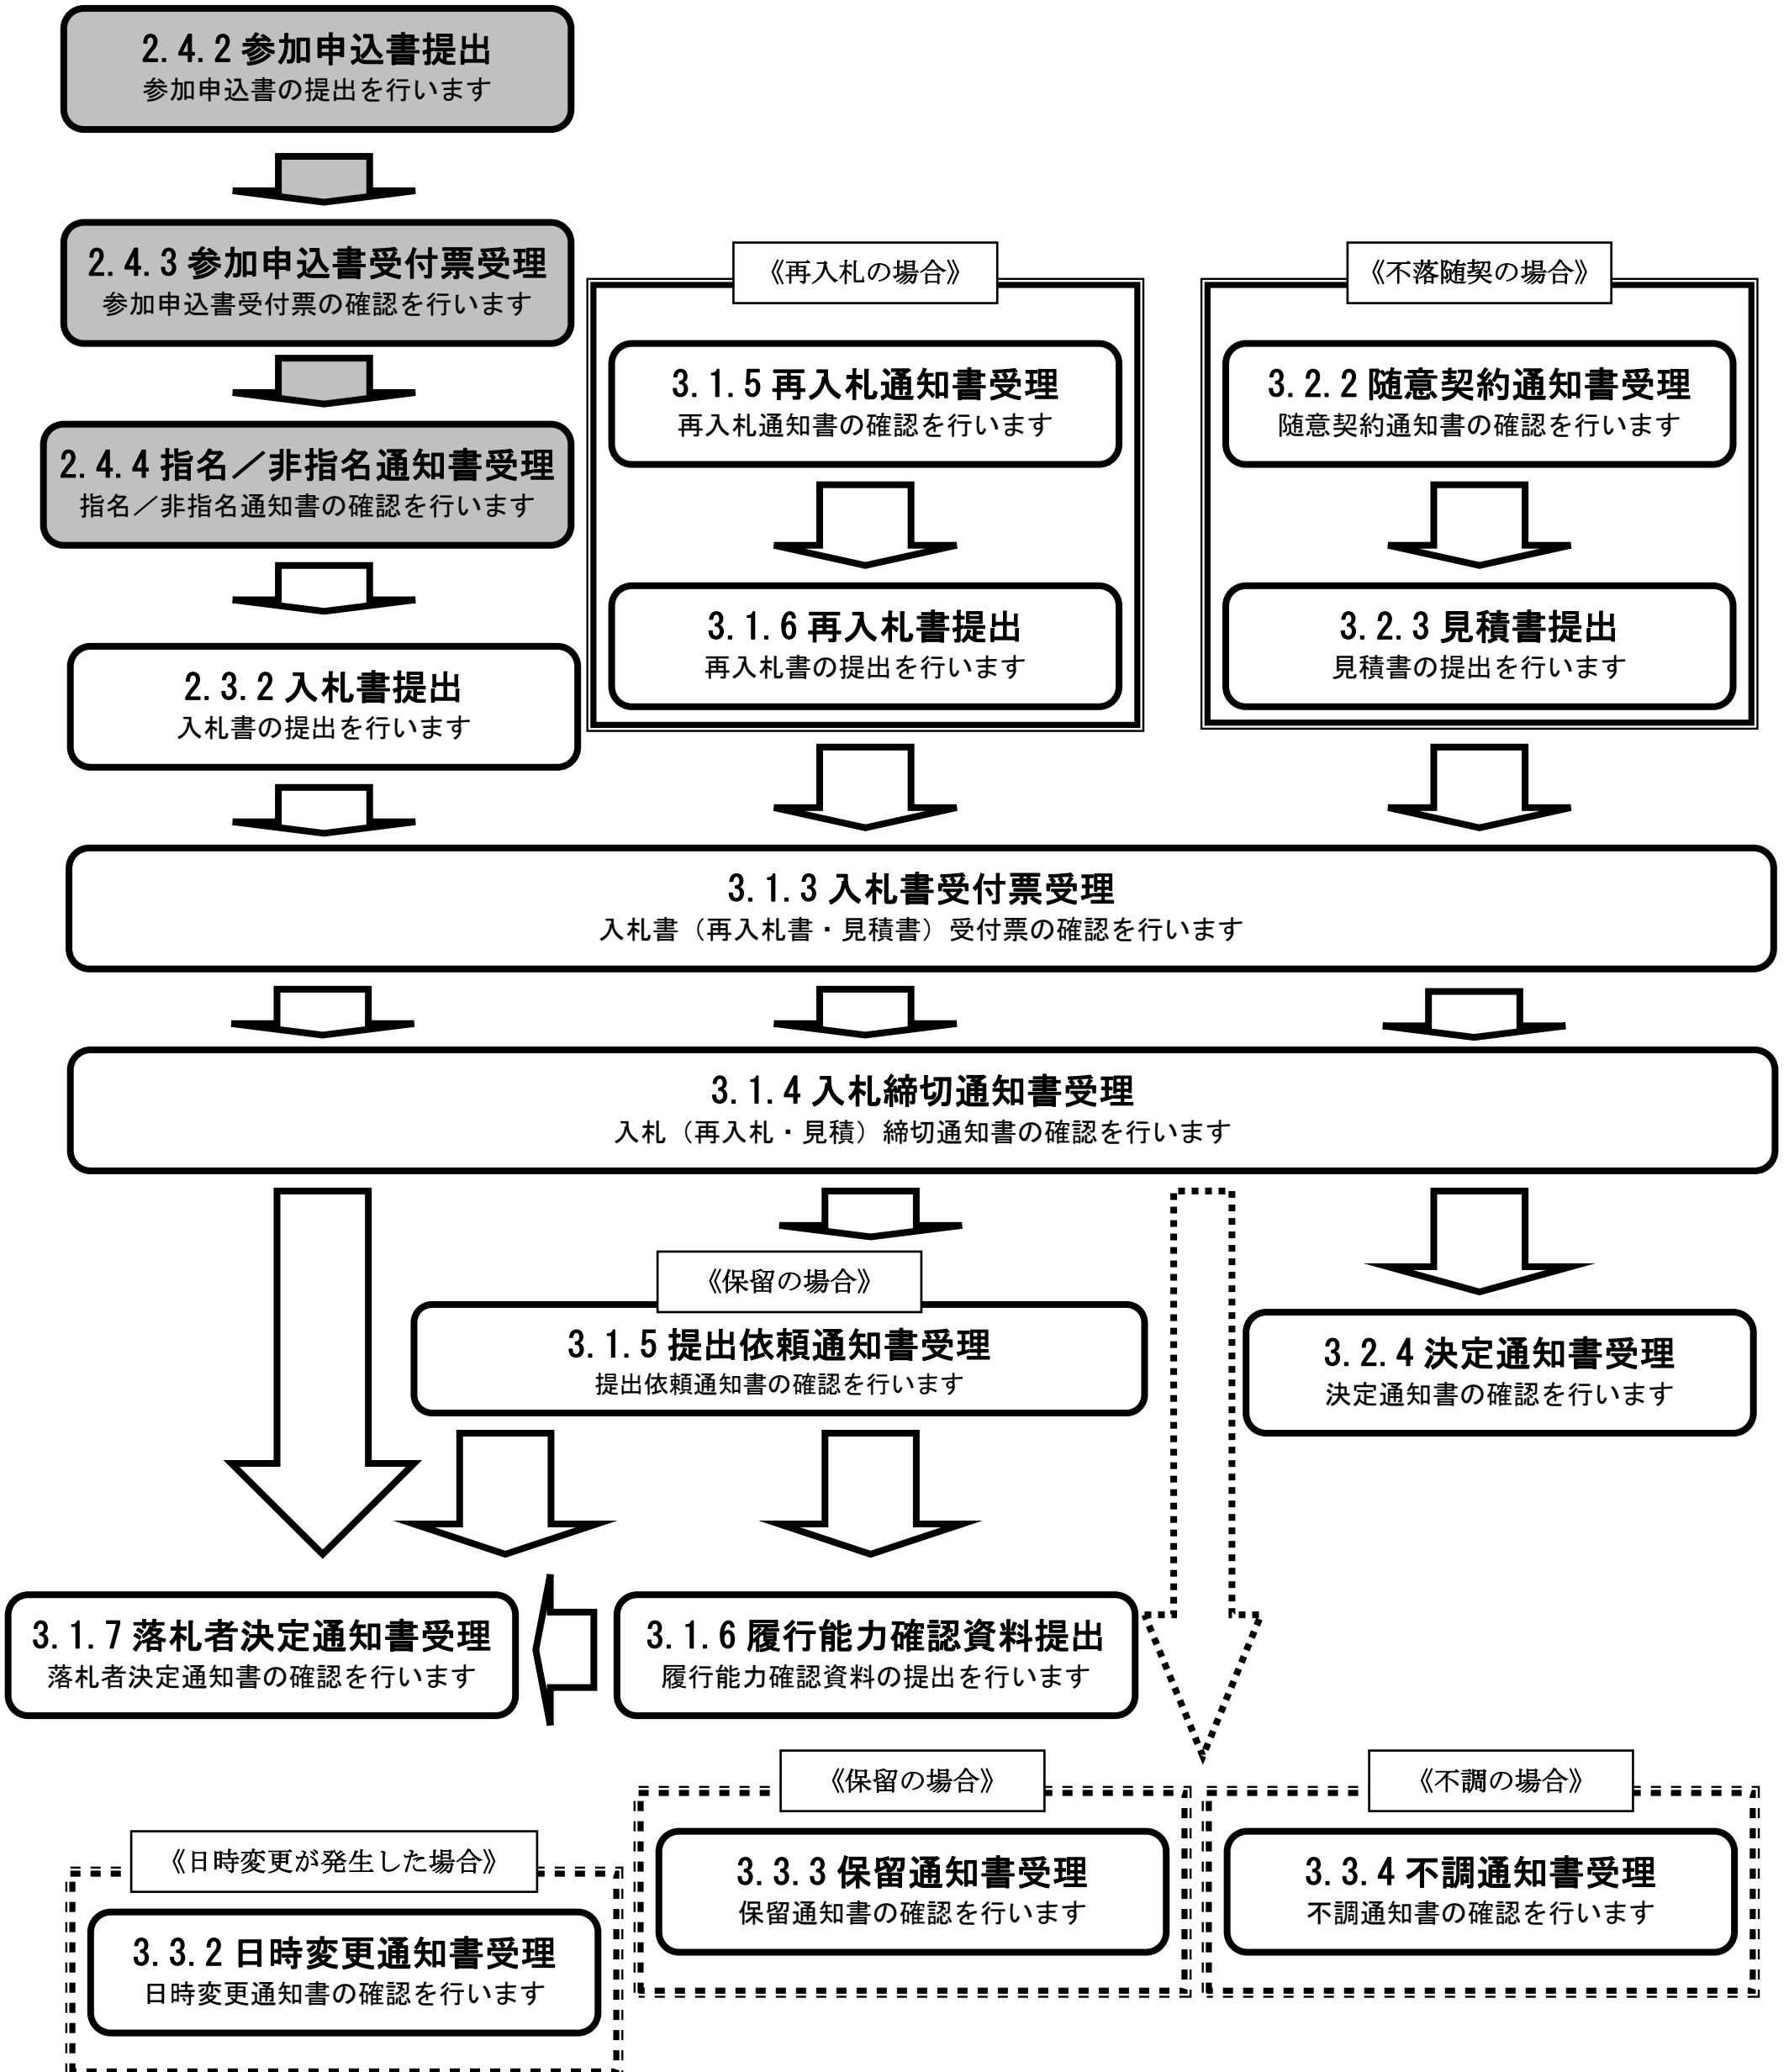 2.4.2 参加申込書提出
参加申込書の提出を行います
2.4.3 参加申込書受付票受理
参加申込書受付票の確認を行います
2.4.4 指名／非指名通知書受理
指名／非指名通知書の確認を行います
2.3.2 入札書提出
入札書の提出を行います
《再入札の場合》
3.1.5 再入札通知書受理
再入札通知書の確認を行います
3.1.6 再入札書提出
再入札書の提出を行います
《不落随契の場合》
3.2.2 随意契約通知書受理
随意契約通知書の確認を行います
3.2.3 見積書提出
見積書の提出を行います
3.1.3 入札書受付票受理
入札書（再入札書・見積書）受付票の確認を行います
3.1.4 入札締切通知書受理
入札（再入札・見積）締切通知書の確認を行います
《保留の場合》
3.1.5 提出依頼通知書受理
提出依頼通知書の確認を行います
3.2.4 決定通知書受理
決定通知書の確認を行います
3.1.7 落札者決定通知書受理
落札者決定通知書の確認を行います
3.1.6 履行能力確認資料提出
履行能力確認資料の提出を行います
《日時変更が発生した場合》
3.3.2 日時変更通知書受理
日時変更通知書の確認を行います
《保留の場合》
3.3.3 保留通知書受理
保留通知書の確認を行います
《不調の場合》
3.3.4 不調通知書受理
不調通知書の確認を行います